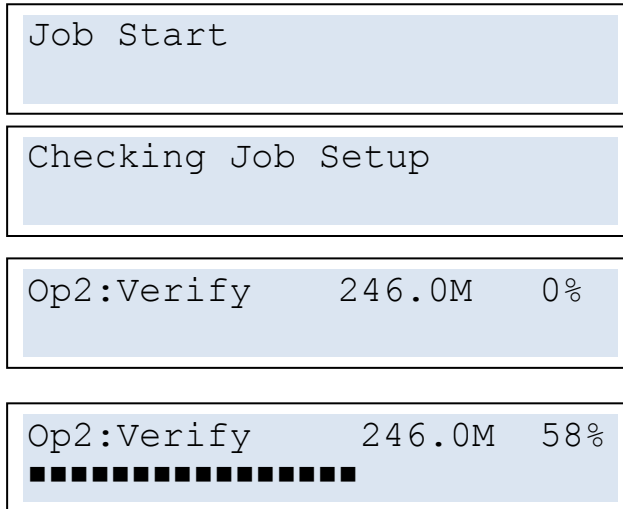 Job Start
Checking Job Setup
Op2:Verify 246.0M 0%
Op2:Verify 246.0M 58%